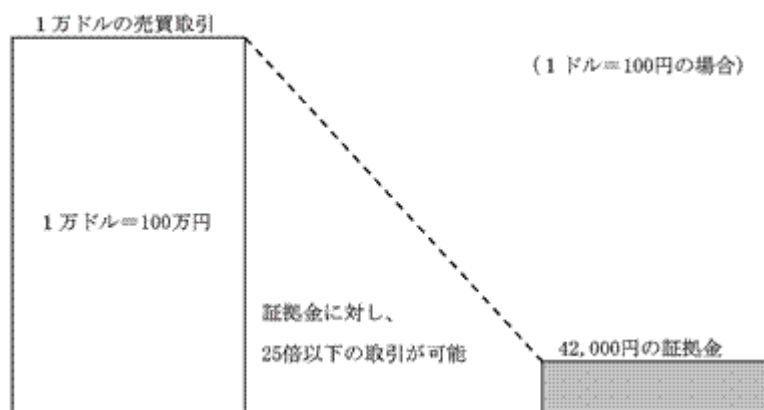 1万ドルの売買取引
(1ドル=100円の場合)
1万ドル=100万円
証拠金に対し、
25倍以下の取引が可能
42,000円の証拠金